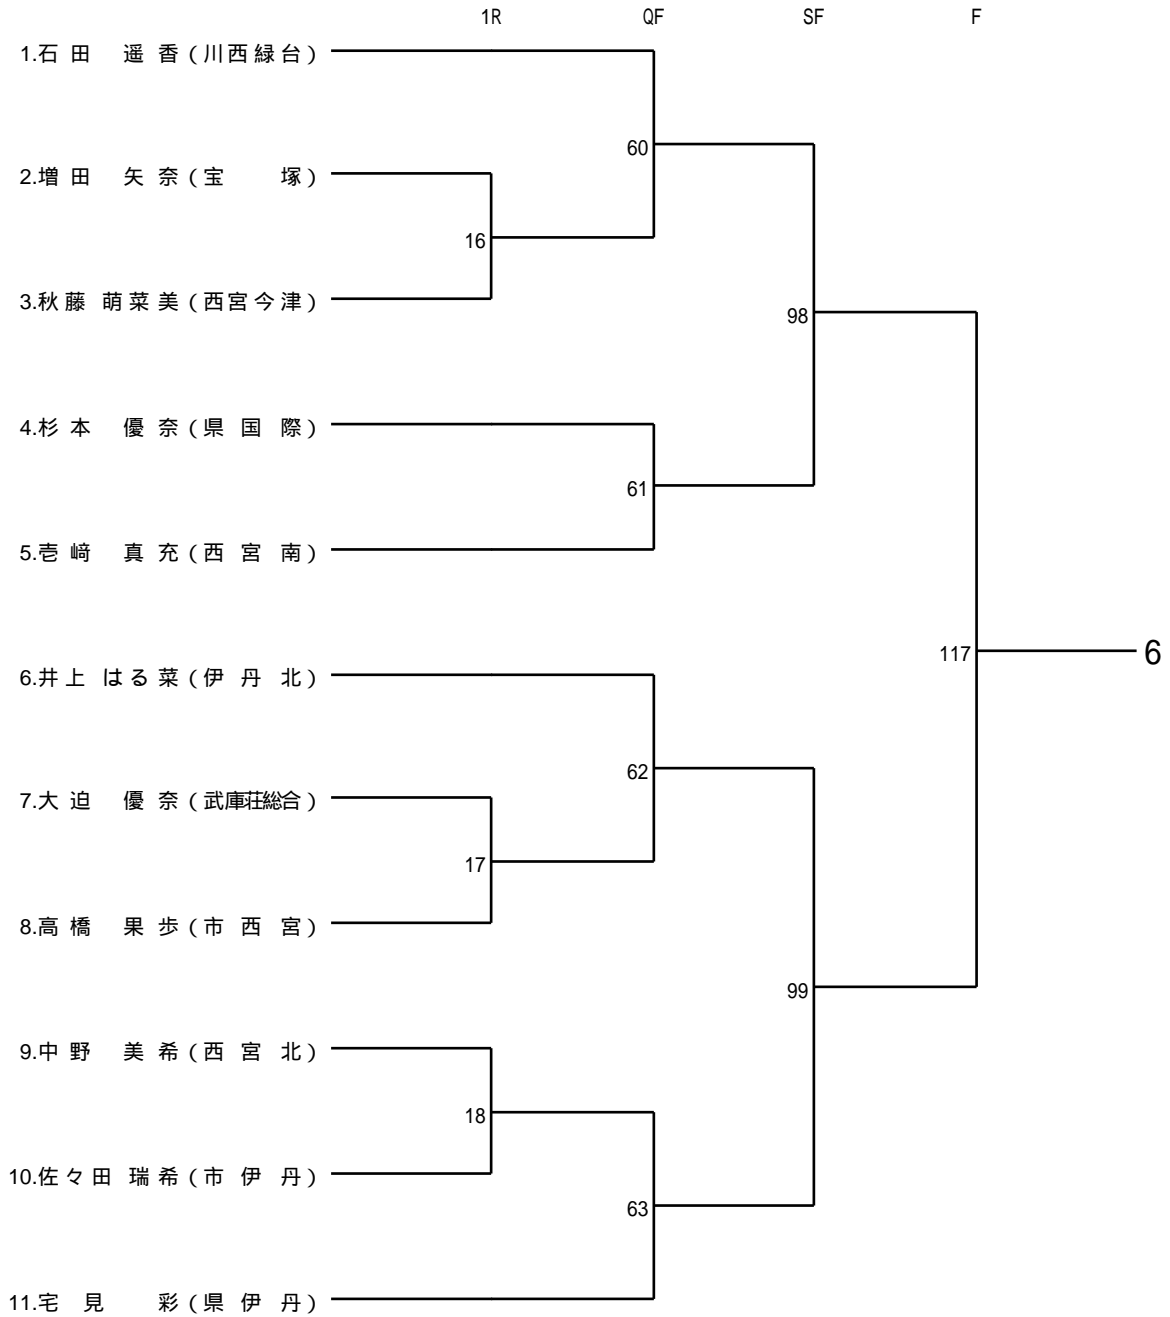 1R QF SF F
1.石田 遥香(川西緑台)
60
2.増田 矢奈(宝塚)
16
3.秋藤 萌菜美(西宮今津)
98
4.杉本 優奈(県国際)
61
5.壱﨑 真充(西宮南)
117 6
6.井上 はる菜(伊丹北)
62
7.大迫 優奈(武庫荘総合)
17
8.高橋 果歩(市西宮)
99
9.中野 美希(西宮北)
18
10.佐々田 瑞希(市伊丹)
63
11.宅見 彩(県伊丹)